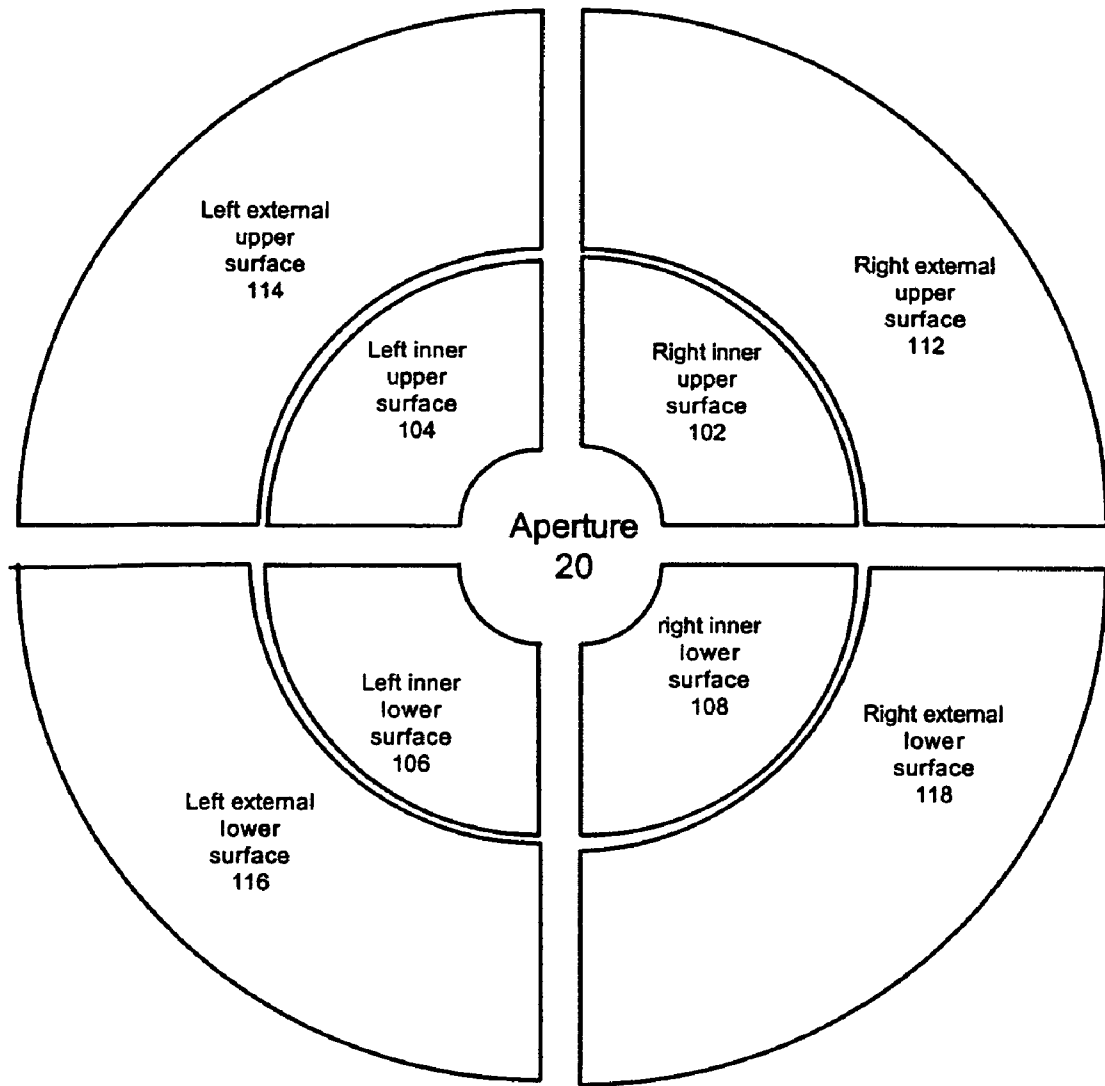 Left external
upper
surface
114
Right external
upper
surface
112
Left inner
upper
surface
104
Right inner
upper
surface
102
Aperture
20
right inner
lower
surface
108
Left inner
lower
surface
106
Right external
lower
surface
118
Left external
lower
surface
116